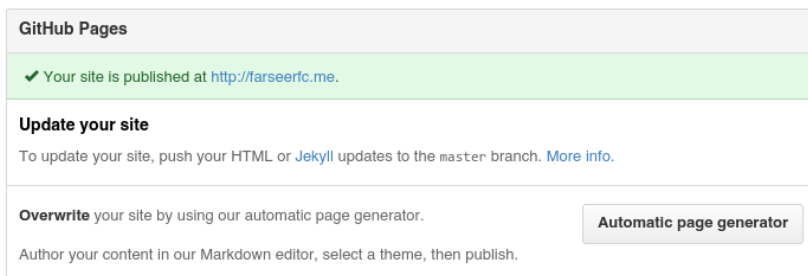 GitHub Pages
✔ Your site is published at http://farseerfc.me.
Update your site
To update your site, push your HTML or Jekyll updates to the master branch. More info.
Overwrite your site by using our automatic page generator.
Automatic page generator
Author your content in our Markdown editor, select a theme, then publish.